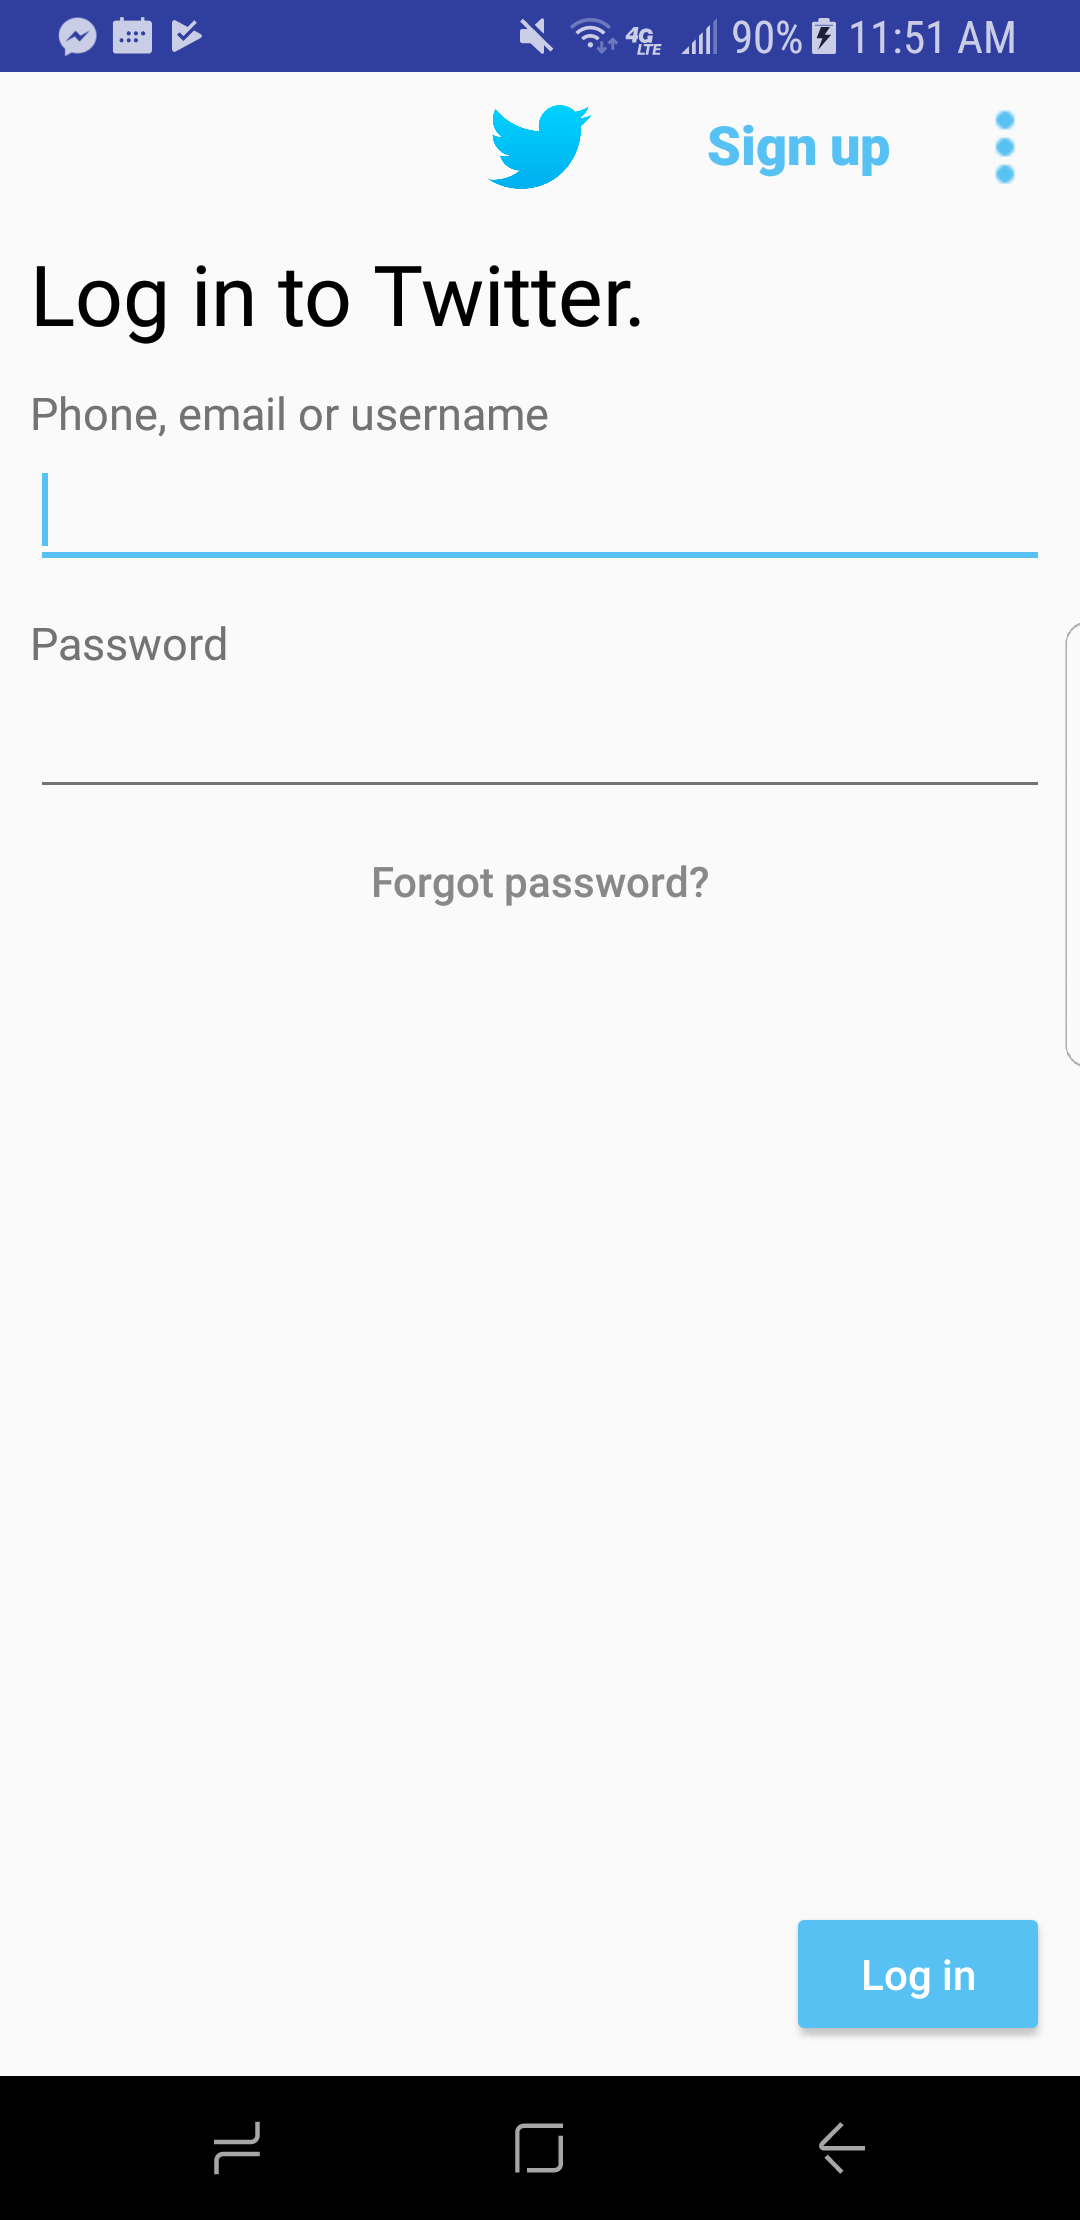 4G LTE 90% 11:51 AM
Sign up
Log in to Twitter.
Phone, email or username
Password
Forgot password?
Log in